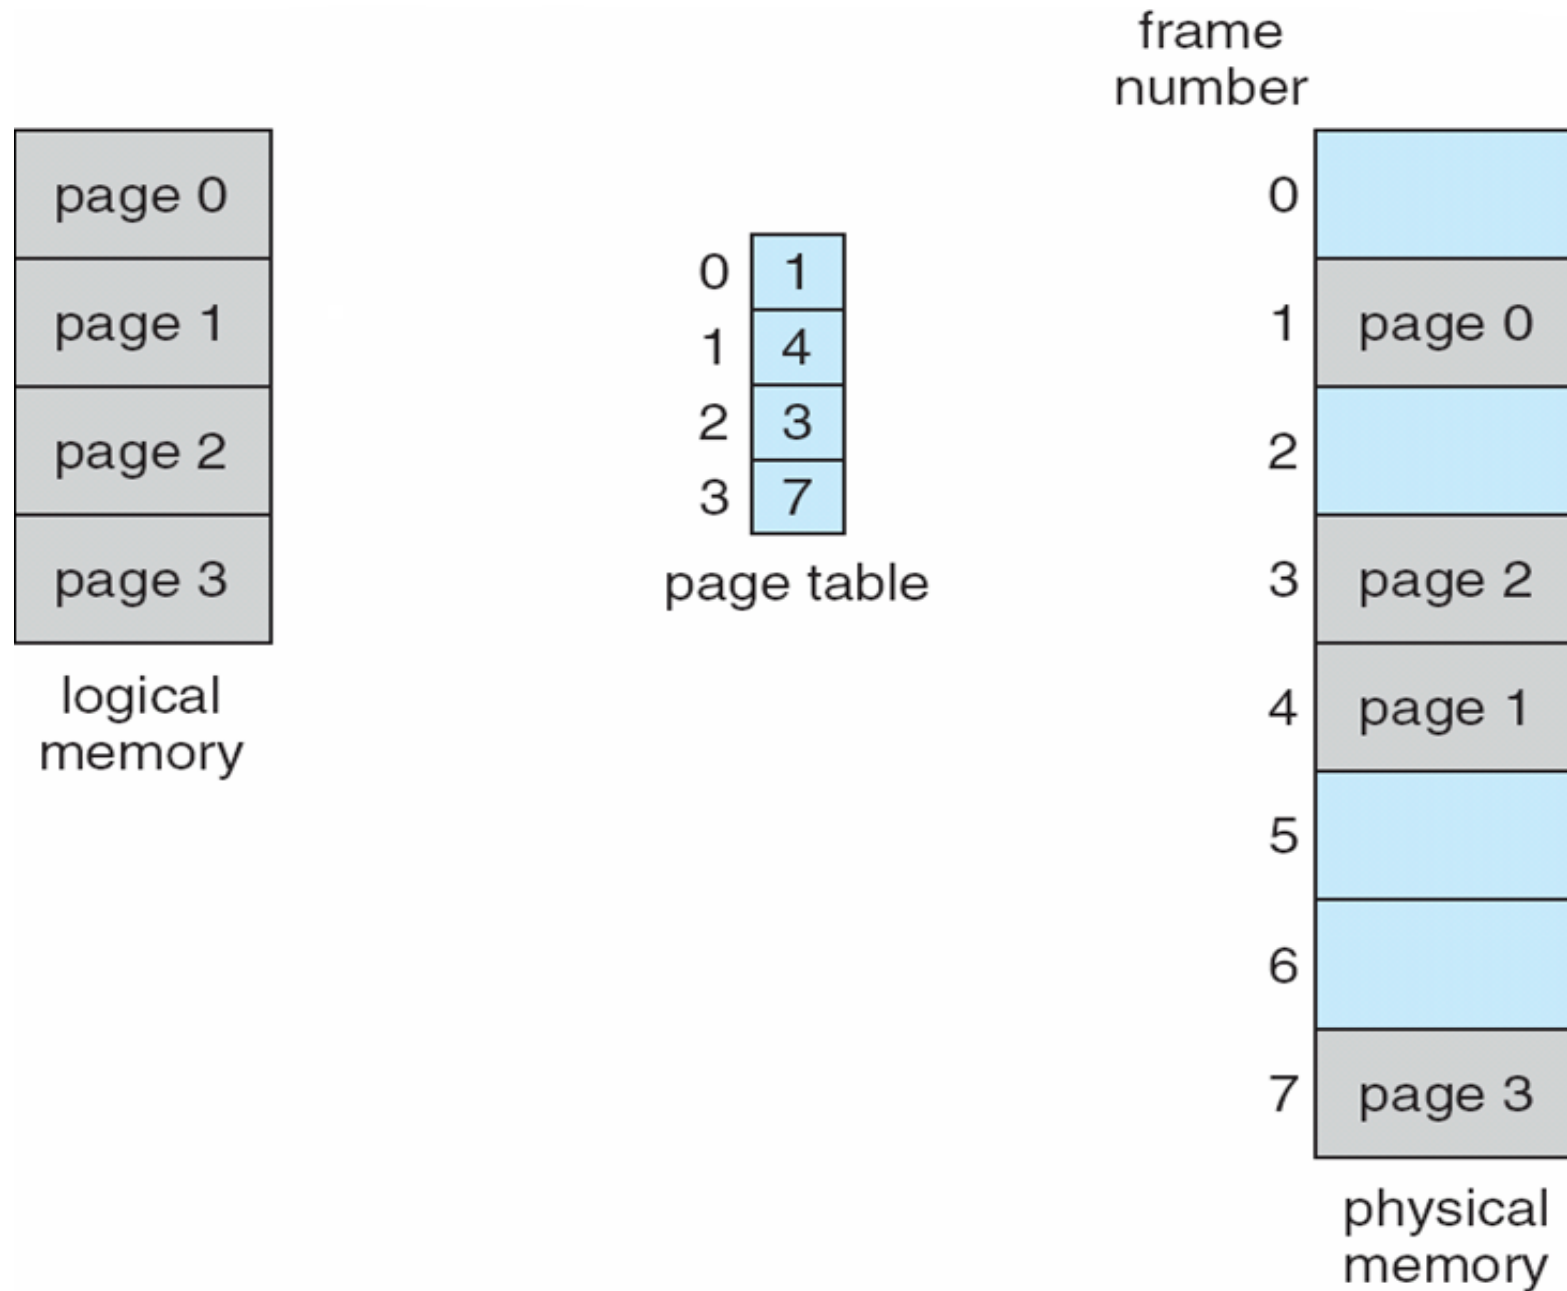 page 0
page 1
page 2
page 3
logical
memory
0 1
1 4
2 3
3 7
page table
frame
number
0
1 page 0
2
3 page 2
4 page 1
5
6
7 page 3
physical
memory